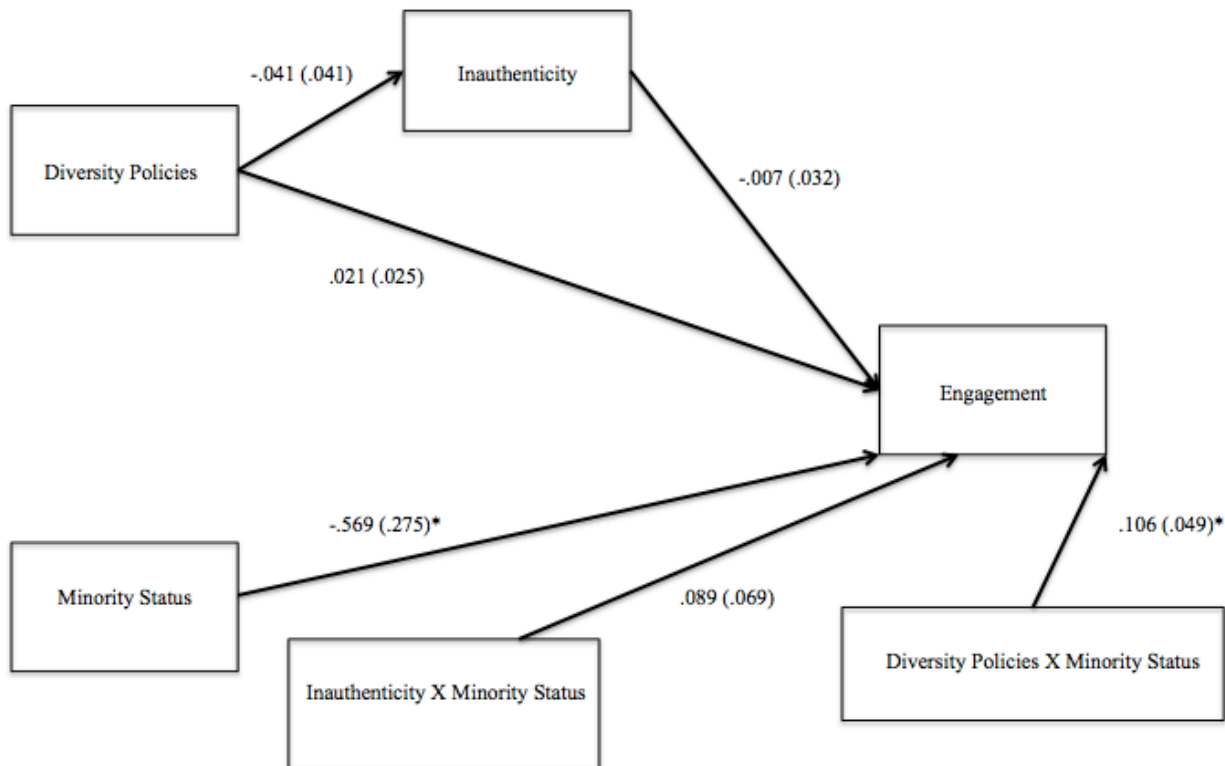 -.041 (.041)
Inauthenticity
Diversity Policies
-.007 (.032)
.021 (.025)
Engagement
-.569 (.275)*
.106 (.049)*
Minority Status
.089 (.069)
Inauthenticity X Minority Status
Diversity Policies X Minority Status